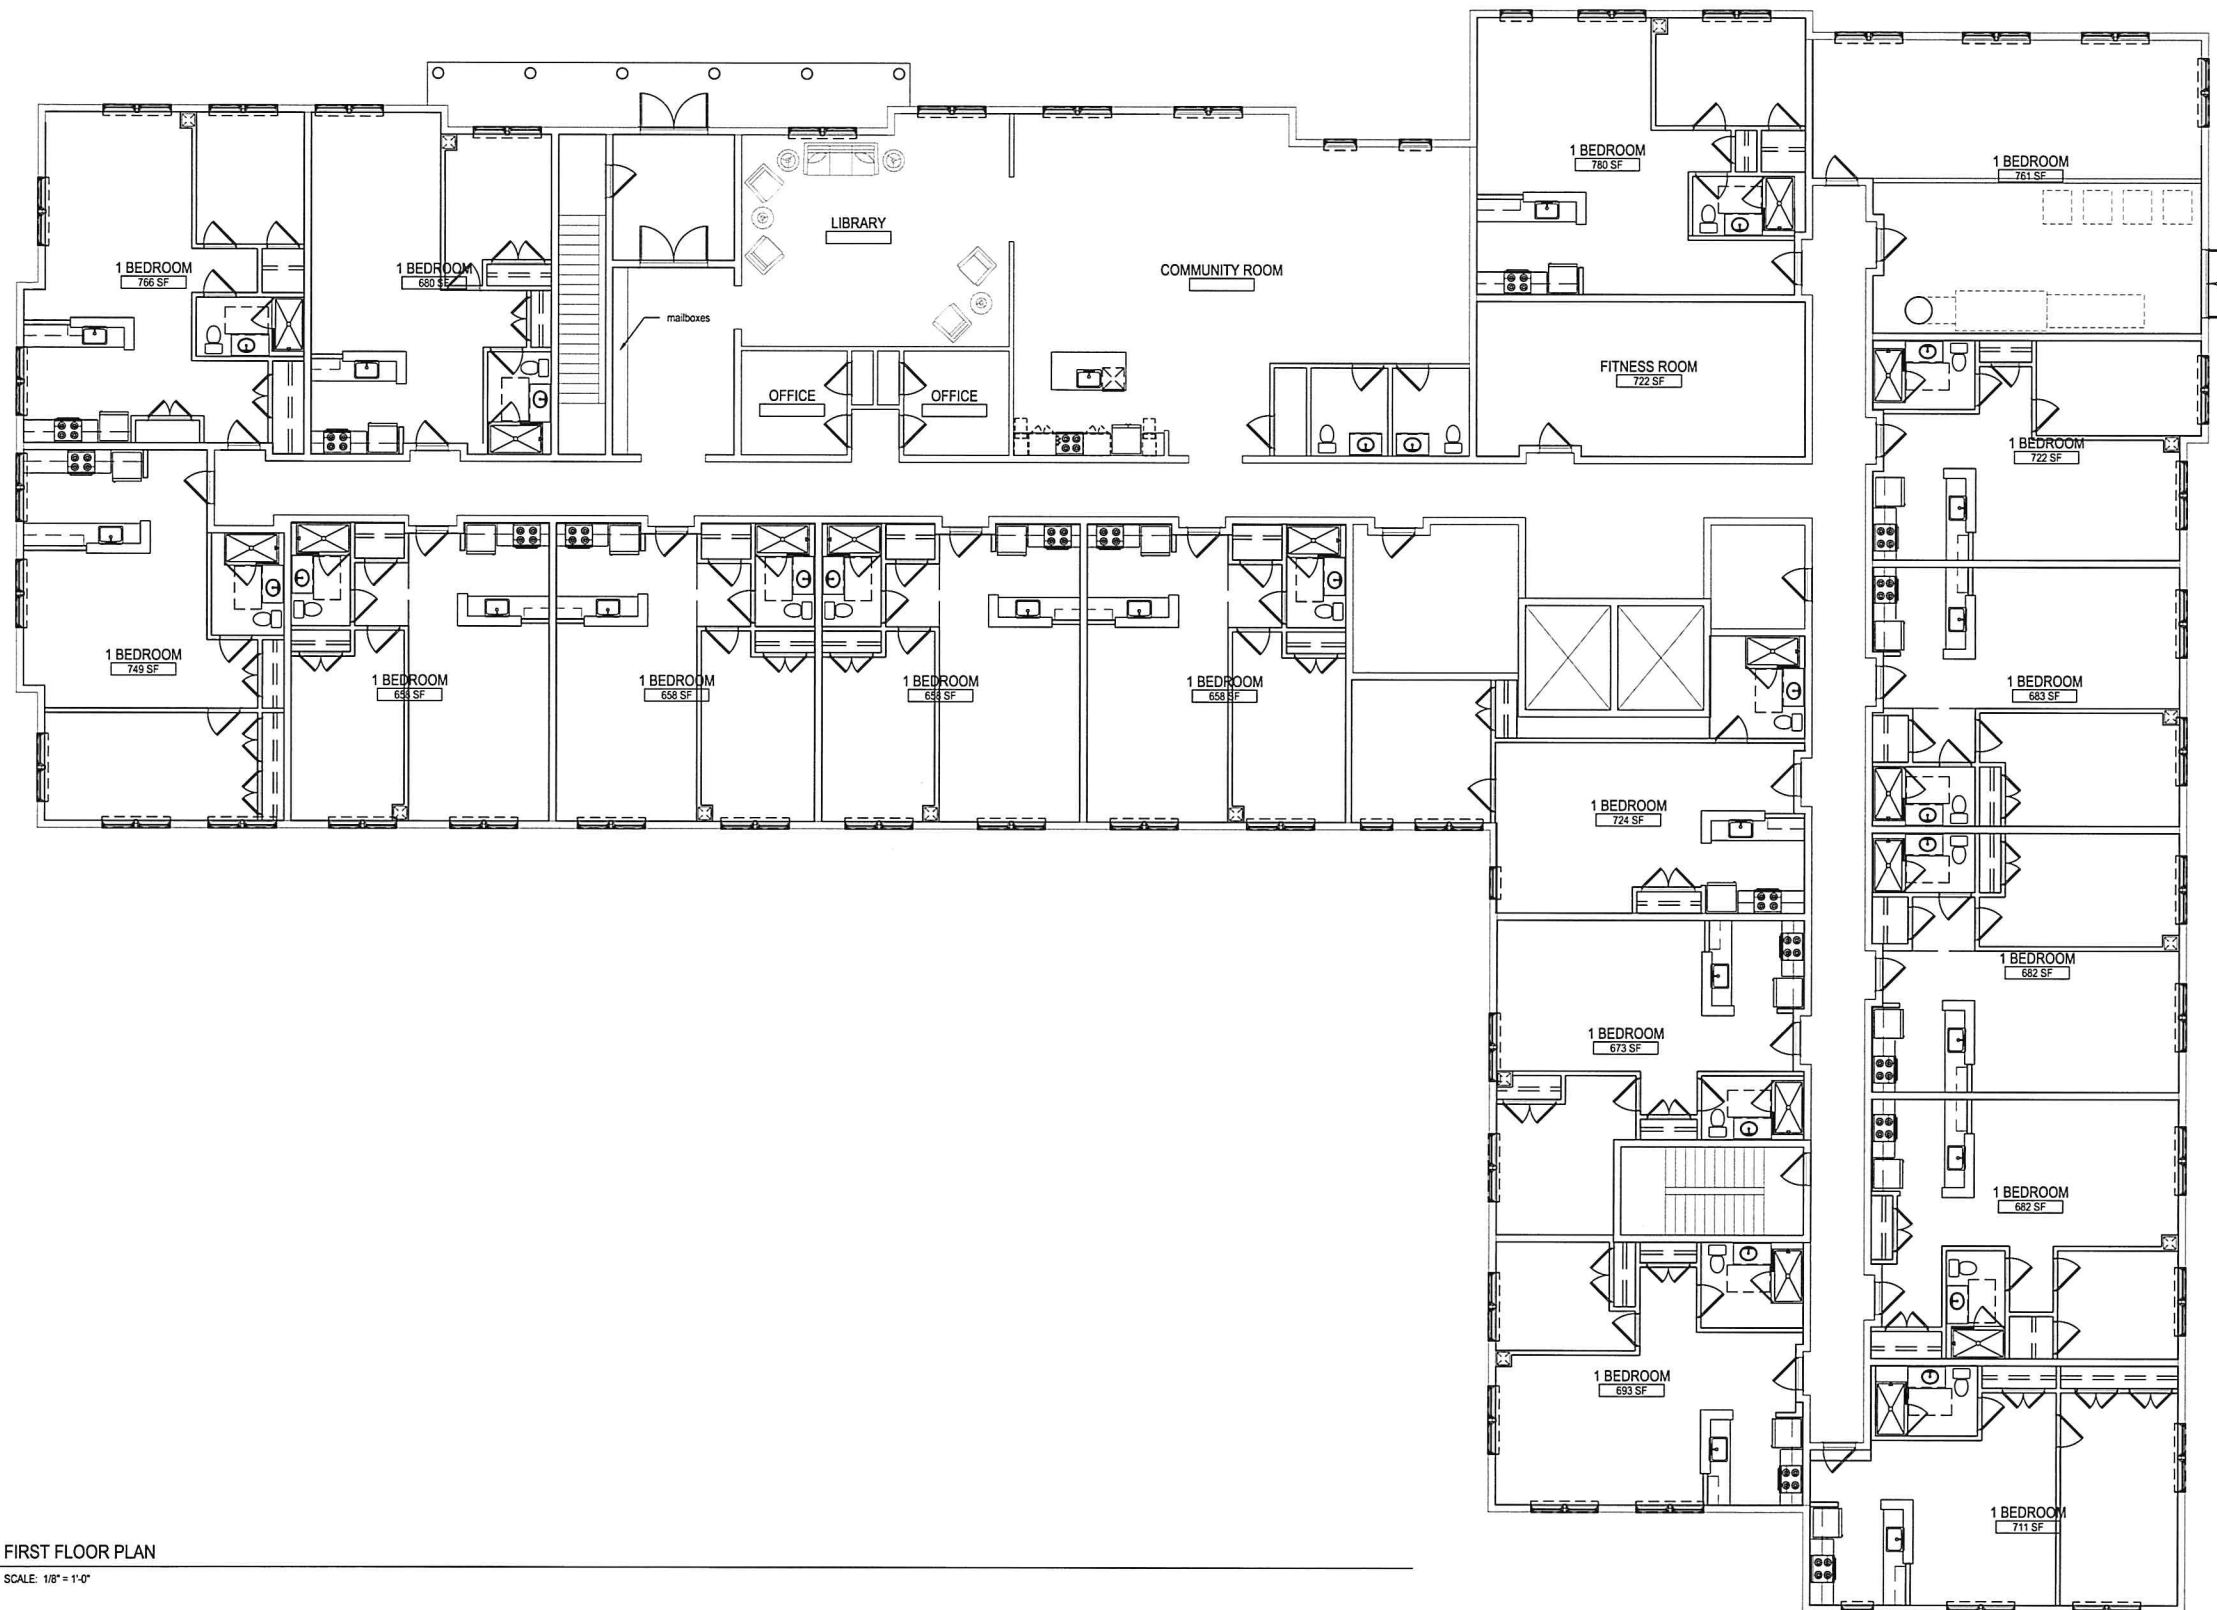 1 BEDROOM
780 SF
1 BEDROOM
761 SF
LIBRARY
1 BEDROOM
766 SF
1 BEDROOM
680 SF
COMMUNITY ROOM
mailboxes
FITNESS ROOM
722 SF
OFFICE
OFFICE
1 BEDROOM
722 SF
1 BEDROOM
749 SF
1 BEDROOM
658 SF
1 BEDROOM
658 SF
1 BEDROOM
658 SF
1 BEDROOM
658 SF
1 BEDROOM
683 SF
1 BEDROOM
724 SF
1 BEDROOM
682 SF
1 BEDROOM
673 SF
1 BEDROOM
682 SF
1 BEDROOM
693 SF
1 BEDROOM
711 SF
FIRST FLOOR PLAN
SCALE: 1/8" = 1'-0"